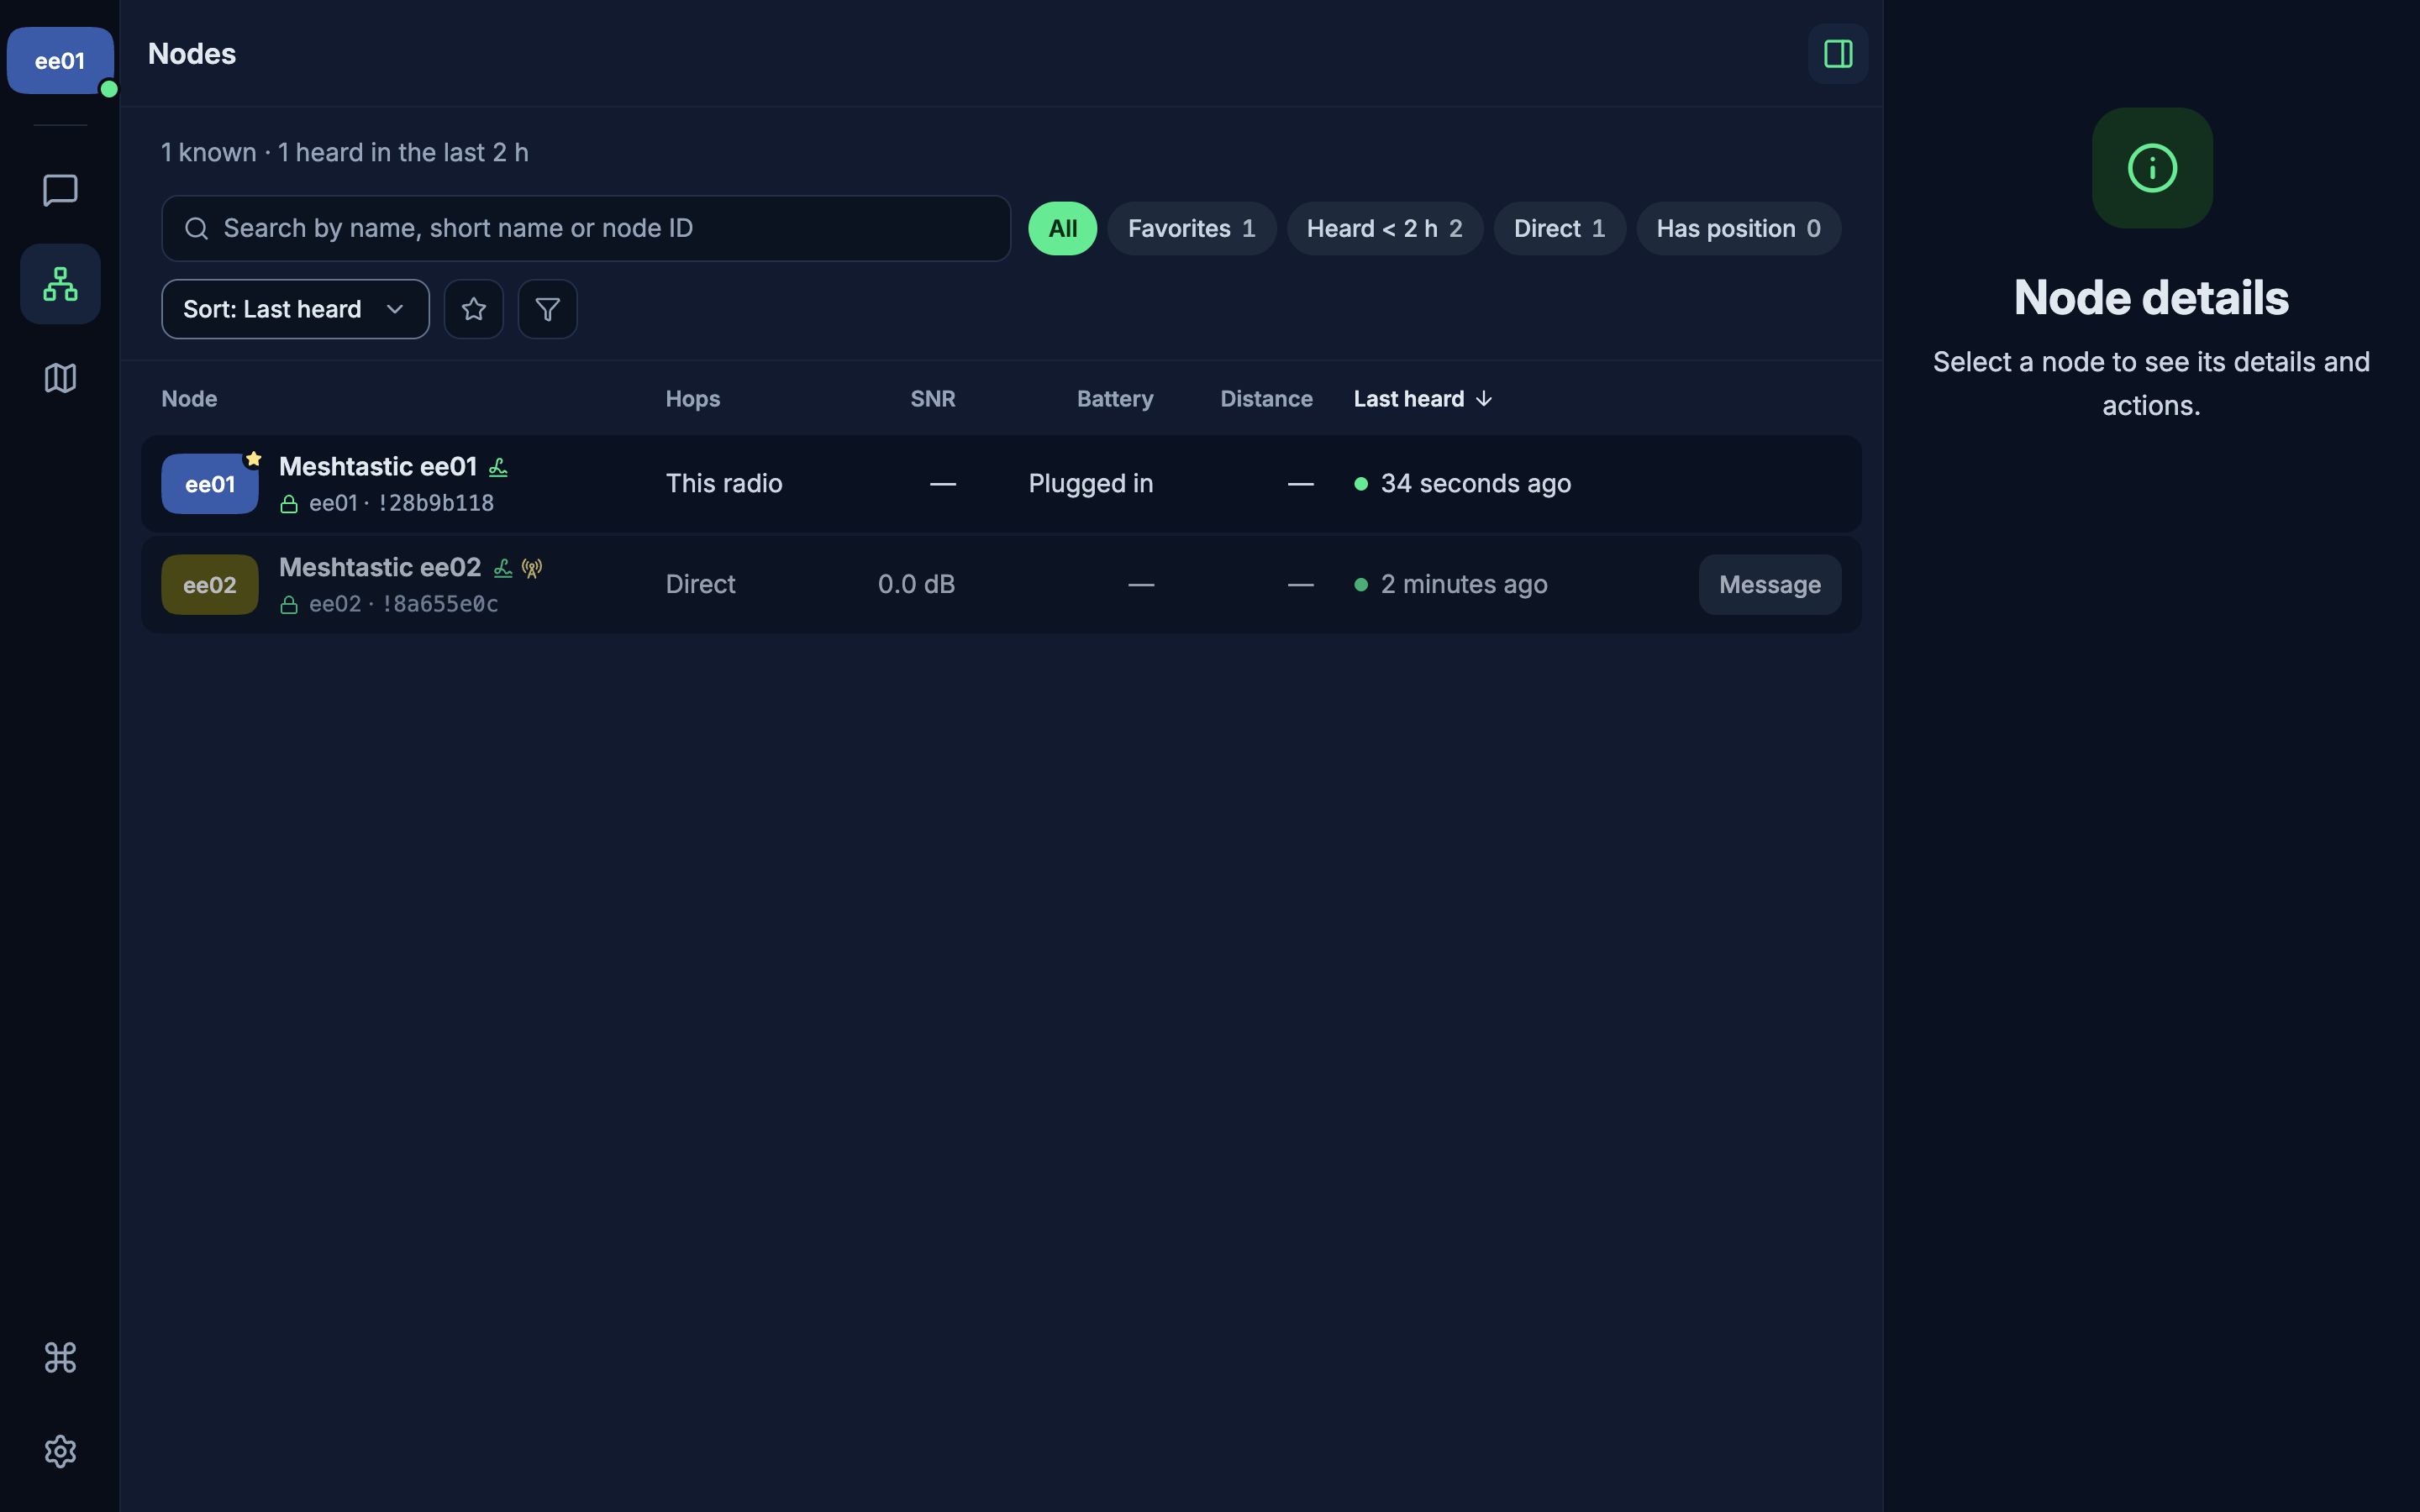 ee01
Nodes
1 known · 1 heard in the last 2 h
Search by name, short name or node ID
All
Favorites 1
Heard < 2 h 2
Direct 1
Has position 0
Sort: Last heard
Node Hops SNR Battery Distance Last heard
ee01 Meshtastic ee01 This radio — Plugged in — 34 seconds ago
ee01 · !28b9b118
ee02 Meshtastic ee02 Direct 0.0 dB — — 2 minutes ago Message
ee02 · !8a655e0c
Node details
Select a node to see its details and
actions.